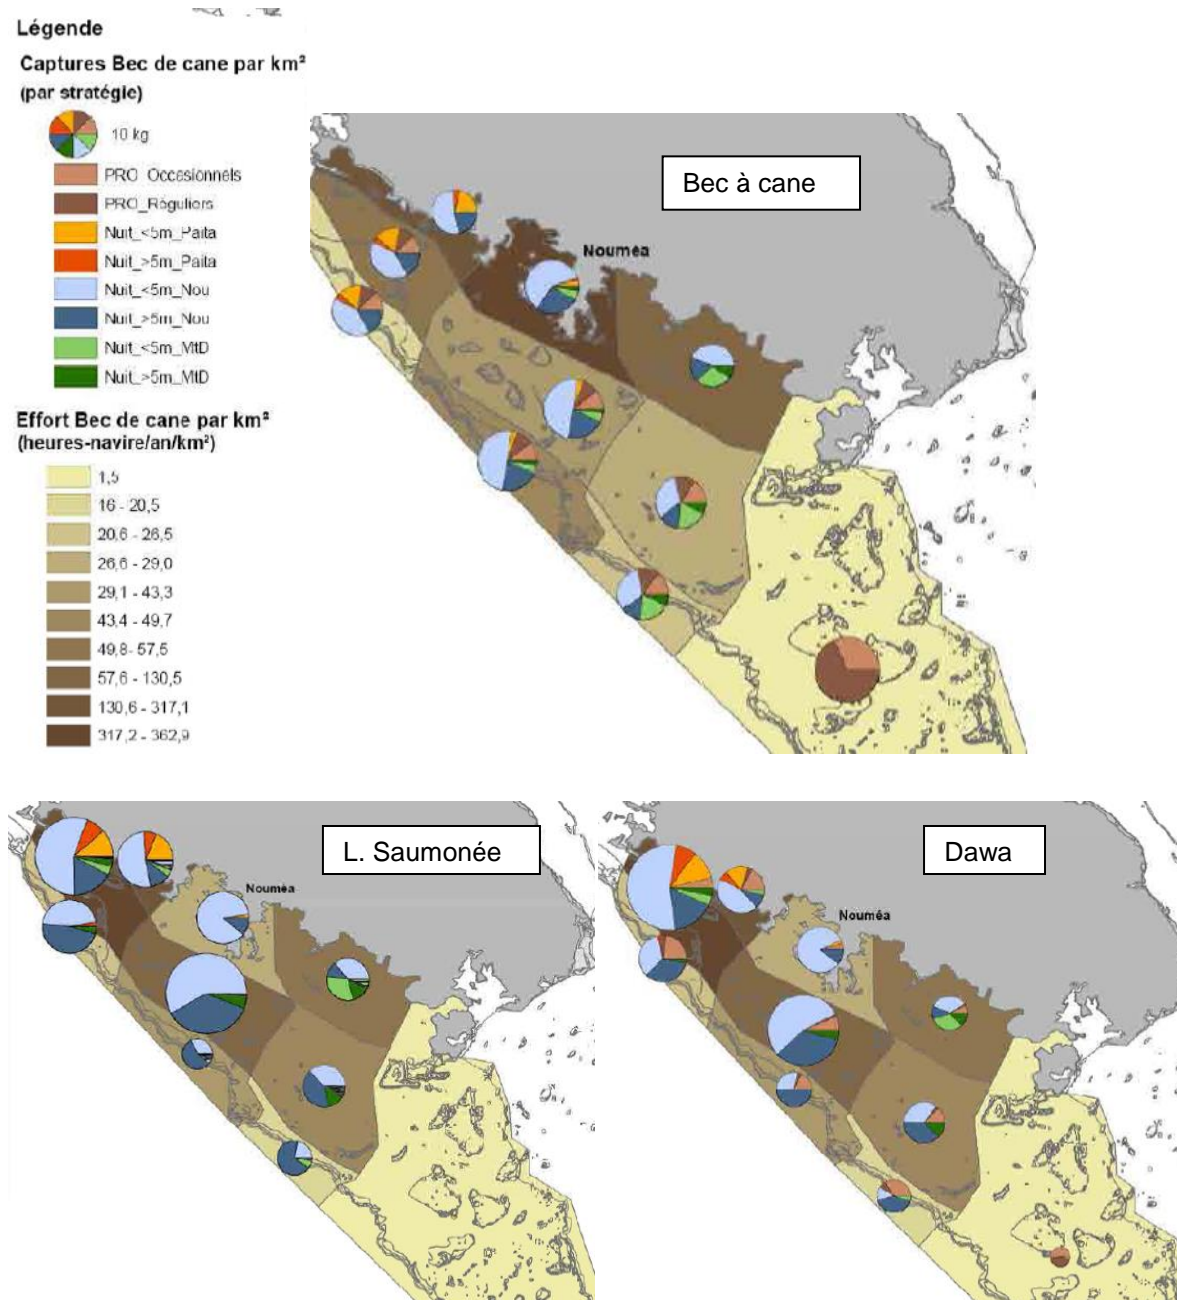 Légende
Captures Bec de cane par km²
(par stratégie)
10 kg
PRO_Occasionnels
PRO_Réguliers
Nuit_<5m_Paita
Nuit_>5m_Paita
Nuit_<5m_Nou
Nuit_>5m_Nou
Nuit_<5m_MtD
Nuit_>5m_MtD
Effort Bec de cane par km²
(heures-navire/an/km²)
1,5
16 - 20,5
20,6 - 26,5
26,6 - 29,0
29,1 - 43,3
43,4 - 49,7
49,8- 57,5
57,6 - 130,5
130,6 - 317,1
317,2 - 362,9
Bec à cane
Nouméa
L. Saumonée
Nouméa
Dawa
Nouméa